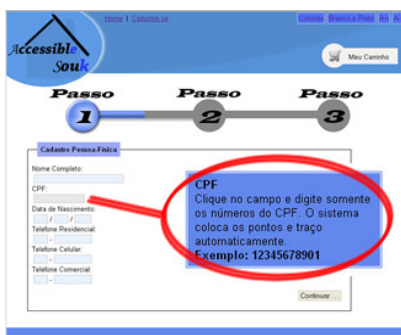 Home | Cadastre-se
Colorido Branco e Preto A+ A-
Accessible
Souk
Meu Carrinho
Passo Passo Passo
1 2 3
Cadastro Pessoa-Física
Nome Completo:
CPF:
Data de Nascimento:
/ /
Telefone Residencial:
-
Telefone Celular:
-
Telefone Comercial:
-
CPF
Clique no campo e digite somente
os números do CPF. O sistema
coloca os pontos e traço
automaticamente.
Exemplo: 12345678901
Continuar...